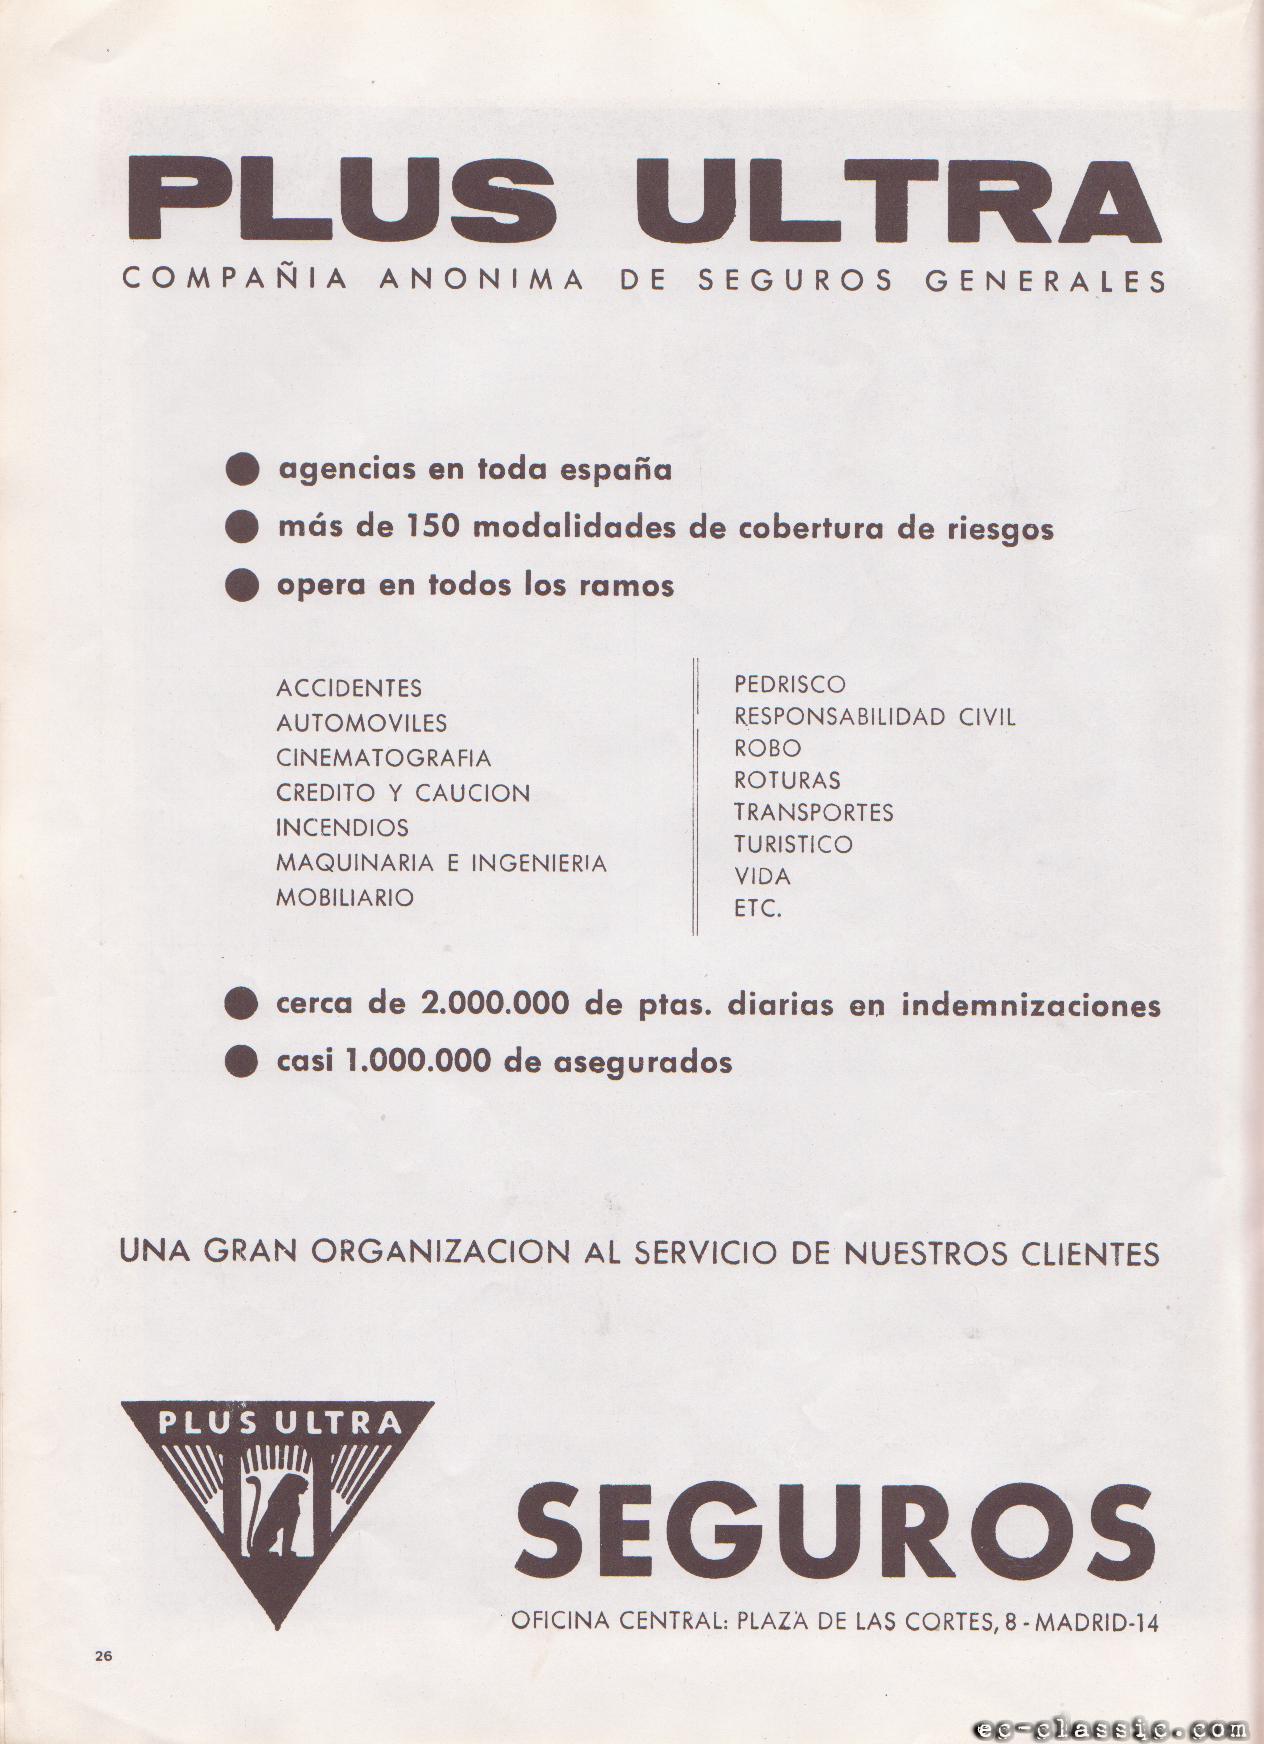 PLUS ULTRA
COMPAÑIA ANONIMA DE SEGUROS GENERALES
agencias en toda españa
más de 150 modalidades de cobertura de riesgos
opera en todos los ramos
ACCIDENTES
AUTOMOVILES
CINEMATOGRAFIA
CREDITO Y CAUCION
INCENDIOS
MAQUINARIA E INGENIERIA
MOBILIARIO
PEDRISCO
RESPONSABILIDAD CIVIL
ROBO
ROTURAS
TRANSPORTES
TURISTICO
VIDA
ETC.
cerca de 2.000.000 de ptas. diarias en indemnizaciones
casi 1.000.000 de asegurados
UNA GRAN ORGANIZACION AL SERVICIO DE NUESTROS CLIENTES
PLUS ULTRA
SEGUROS
OFICINA CENTRAL: PLAZA DE LAS CORTES, 8 - MADRID-14
26
ec-classic.com